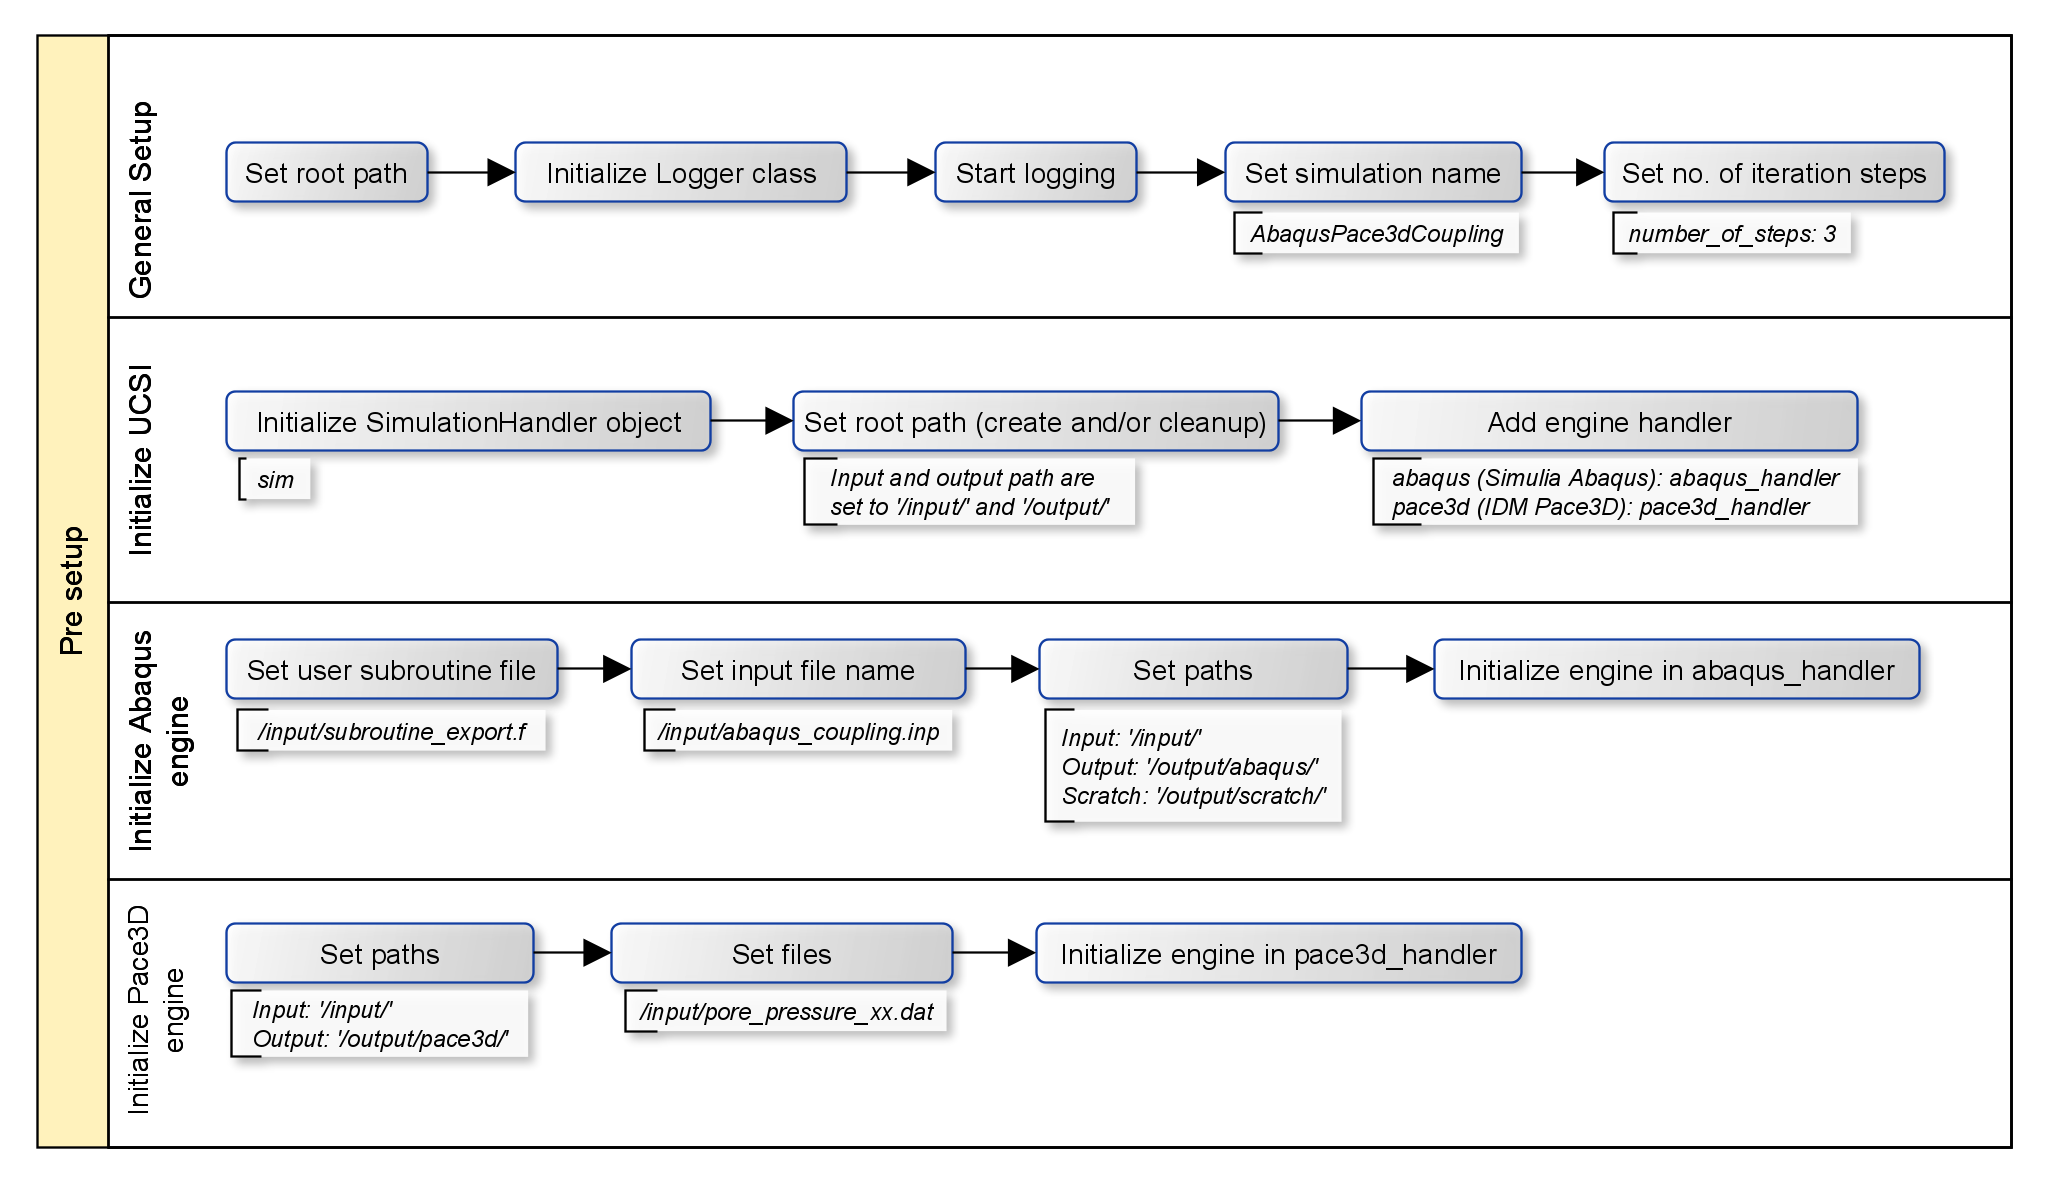 Pre setup
General Setup
Set root path
Initialize Logger class
Start logging
Set simulation name
Set no. of iteration steps
AbaqusPace3dCoupling
number_of_steps: 3
Initialize UCSI
Initialize SimulationHandler object
Set root path (create and/or cleanup)
Add engine handler
sim
Input and output path are
set to '/input/' and '/output/'
abaqus (Simulia Abaqus): abaqus_handler
pace3d (IDM Pace3D): pace3d_handler
Initialize Abaqus
engine
Set user subroutine file
Set input file name
Set paths
Initialize engine in abaqus_handler
/input/subroutine_export.f
/input/abaqus_coupling.inp
Input: '/input/'
Output: '/output/abaqus/'
Scratch: '/output/scratch/'
Initialize Pace3D
engine
Set paths
Set files
Initialize engine in pace3d_handler
Input: '/input/'
Output: '/output/pace3d/'
/input/pore_pressure_xx.dat